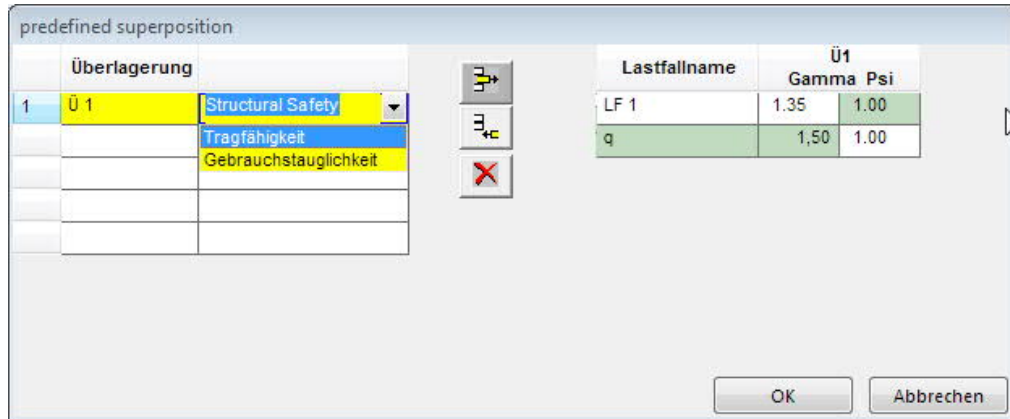 predefined superposition
Überlagerung
1 Ü 1 Structural Safety
Tragfähigkeit
Gebrauchstauglichkeit
Lastfallname Ü1
Gamma Psi
LF 1 1.35 1.00
q 1,50 1.00
OK Abbrechen